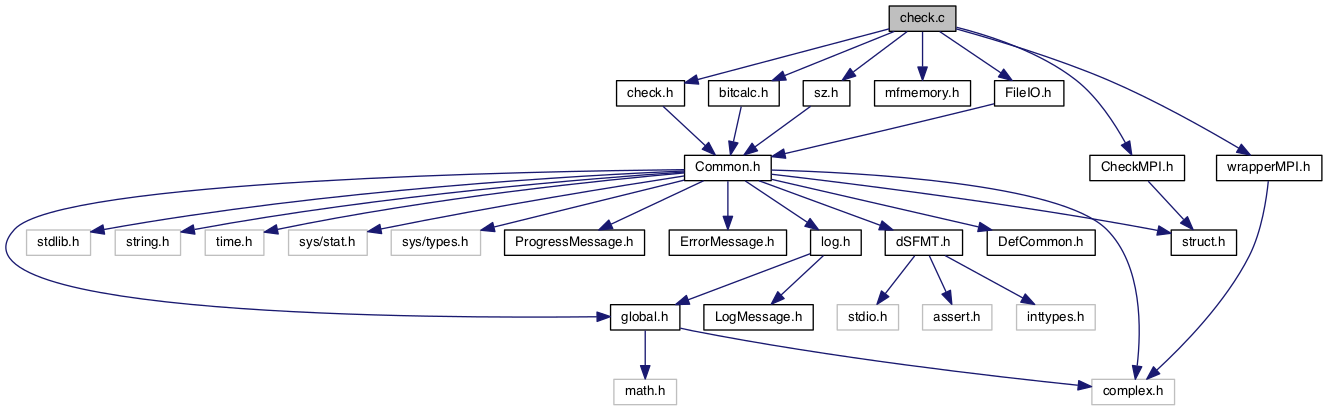 check.c
check.h
bitcalc.h
sz.h
mfmemory.h
FileIO.h
Common.h
CheckMPI.h
wrapperMPI.h
stdlib.h
string.h
time.h
sys/stat.h
sys/types.h
ProgressMessage.h
ErrorMessage.h
log.h
dSFMT.h
DefCommon.h
struct.h
global.h
LogMessage.h
stdio.h
assert.h
inttypes.h
math.h
complex.h